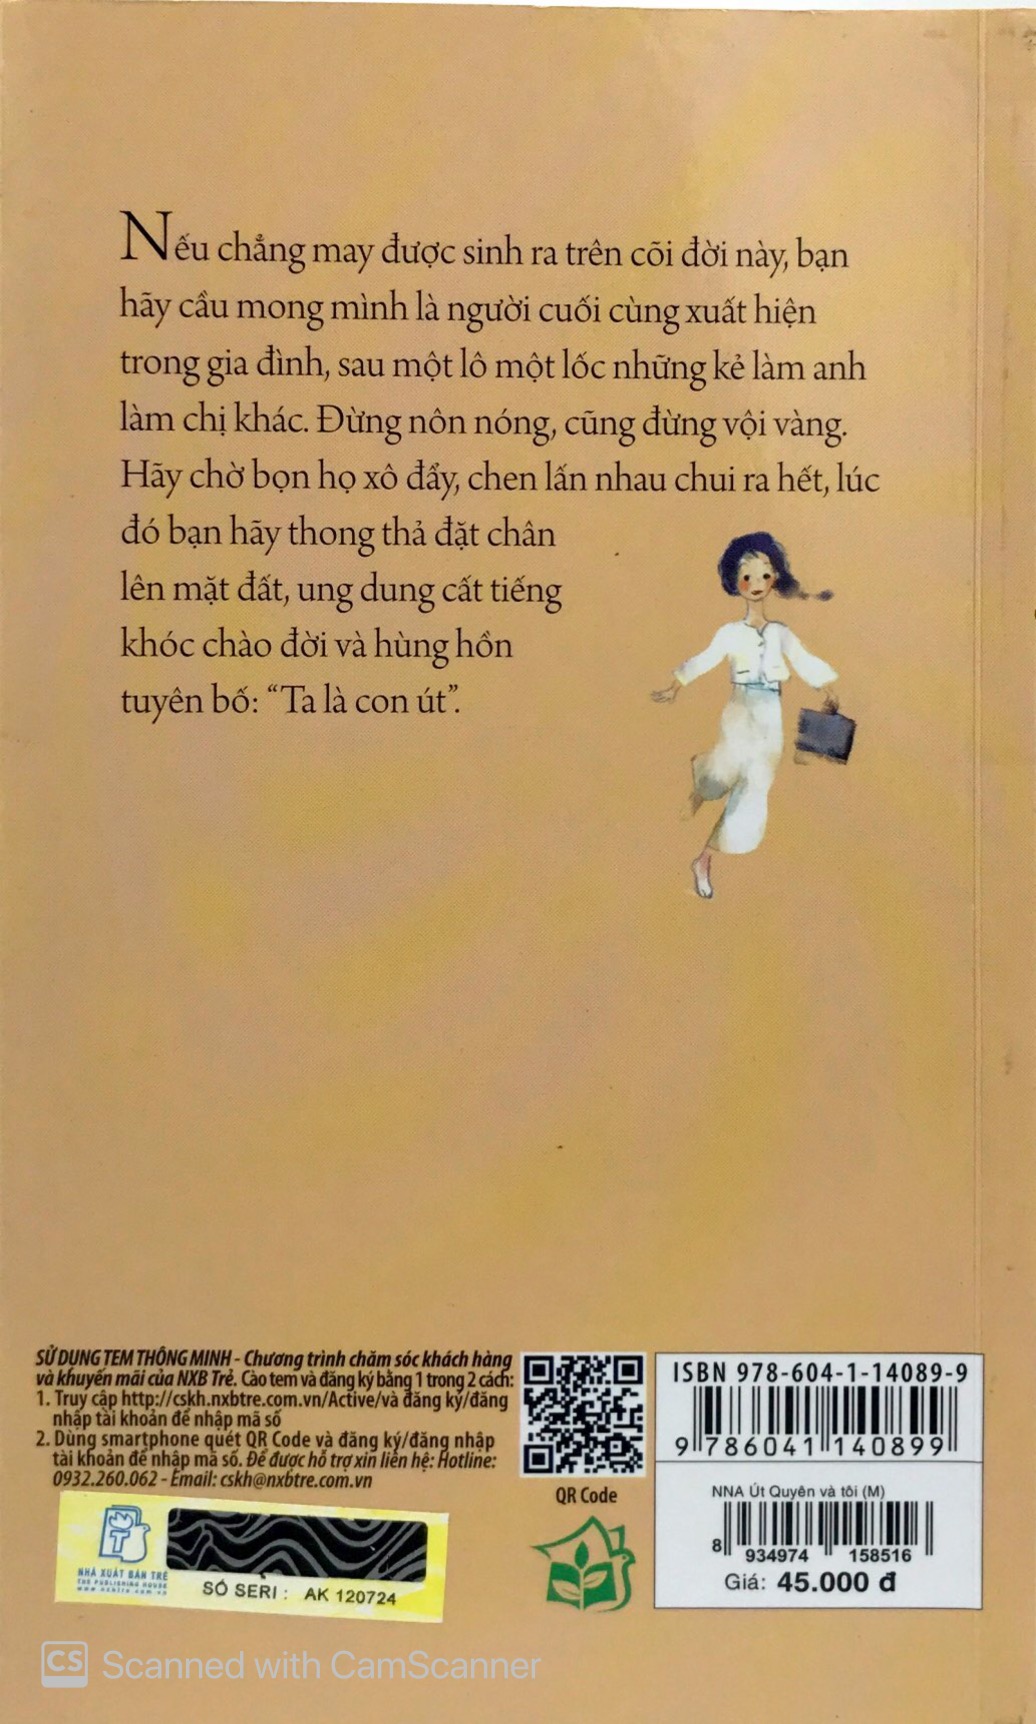 Nếu chẳng may được sinh ra trên cõi đời này, bạn
hãy cầu mong mình là người cuối cùng xuất hiện
trong gia đình, sau một lô một lốc những kẻ làm anh
làm chị khác. Đừng nôn nóng, cũng đừng vội vàng.
Hãy chờ bọn họ xô đẩy, chen lấn nhau chui ra hết, lúc
đó bạn hãy thong thả đặt chân
lên mặt đất, ung dung cất tiếng
khóc chào đời và hùng hồn
tuyên bố: “Ta là con út”.
SỬ DỤNG TEM THÔNG MINH - Chương trình chăm sóc khách hàng
và khuyến mãi của NXB Trẻ. Cào tem và đăng ký bằng 1 trong 2 cách:
1. Truy cập http://cskh.nxbtre.com.vn/Active/và đăng ký/đăng
nhập tài khoản để nhập mã số
2. Dùng smartphone quét QR Code và đăng ký/đăng nhập
tài khoản để nhập mã số. Để được hỗ trợ xin liên hệ: Hotline:
0932.260.062 - Email: cskh@nxbtre.com.vn
QR Code
ISBN 978-604-1-14089-9
9 786041 140899
NNA Út Quyên và tôi (M)
8 934974 158516
Giá: 45.000 đ
NHÀ XUẤT BẢN TRẺ
THE PUBLISHING HOUSE
SỐ SERI : AK 120724
CS Scanned with CamScanner